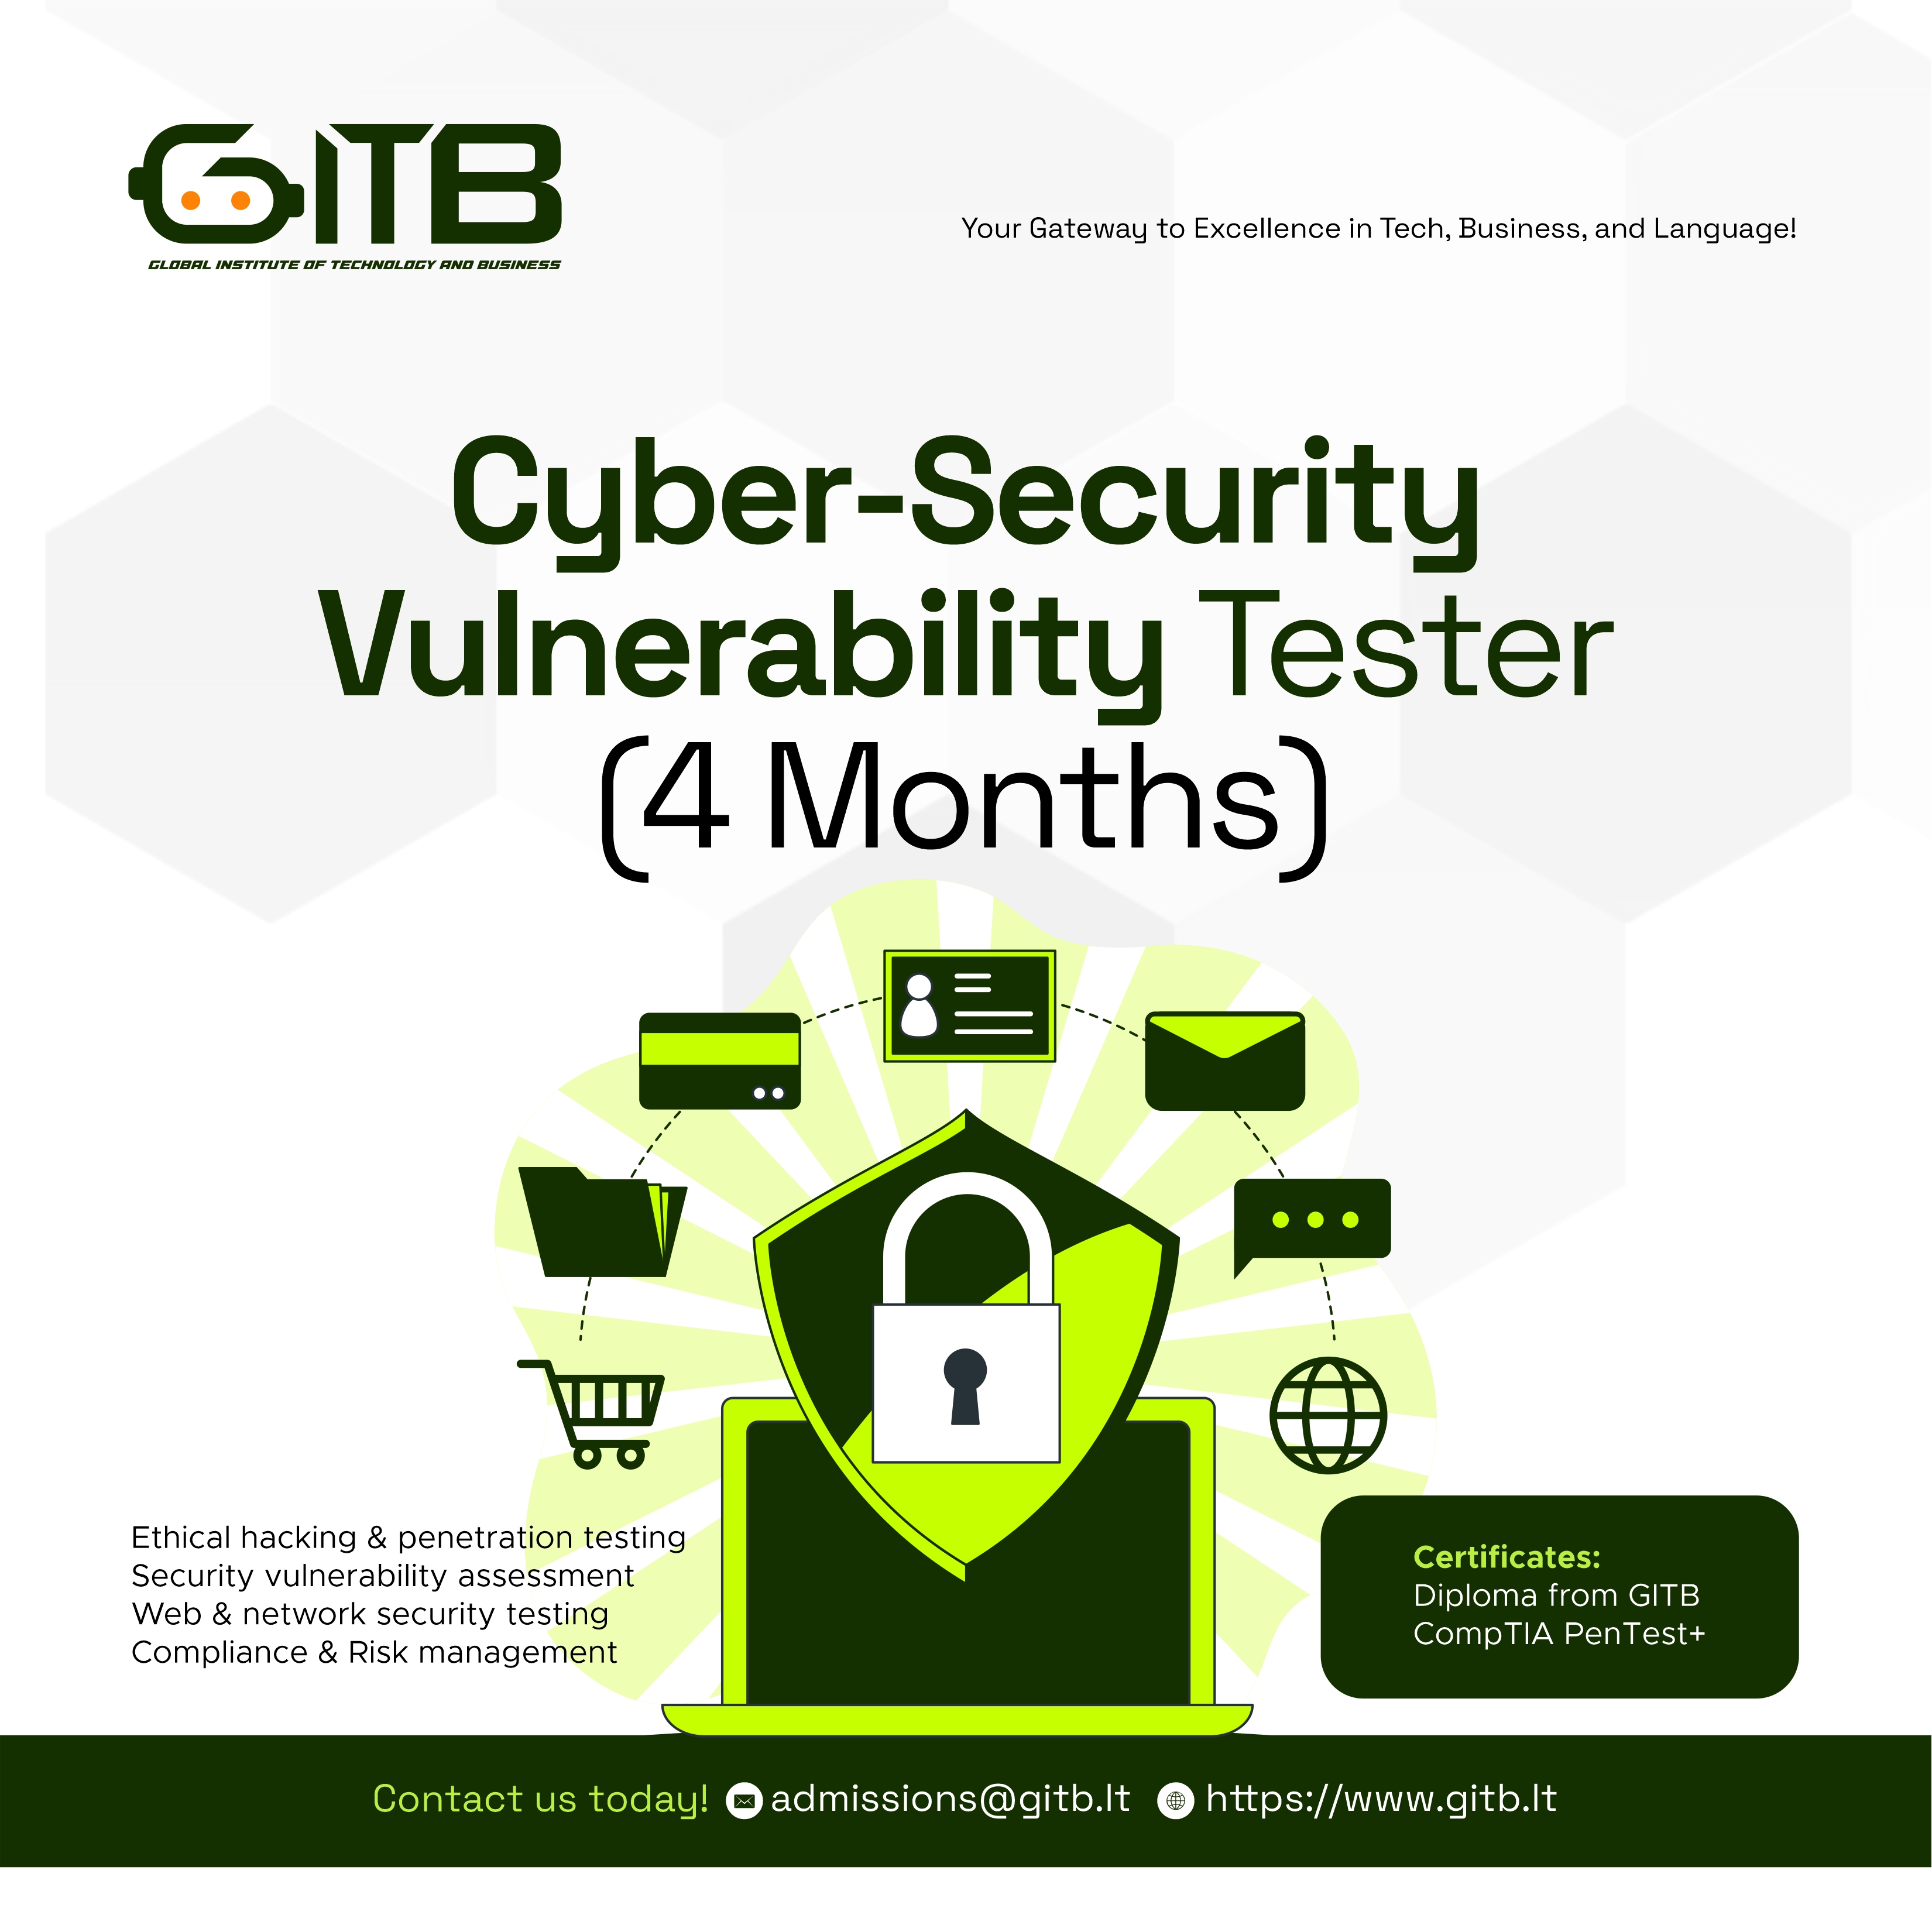 GITB
GLOBAL INSTITUTE OF TECHNOLOGY AND BUSINESS
Your Gateway to Excellence in Tech, Business, and Language!
Cyber-Security
Vulnerability Tester
(4 Months)
Ethical hacking & penetration testing
Security vulnerability assessment
Web & network security testing
Compliance & Risk management
Certificates:
Diploma from GITB
CompTIA PenTest+
Contact us today! admissions@gitb.lt https://www.gitb.lt